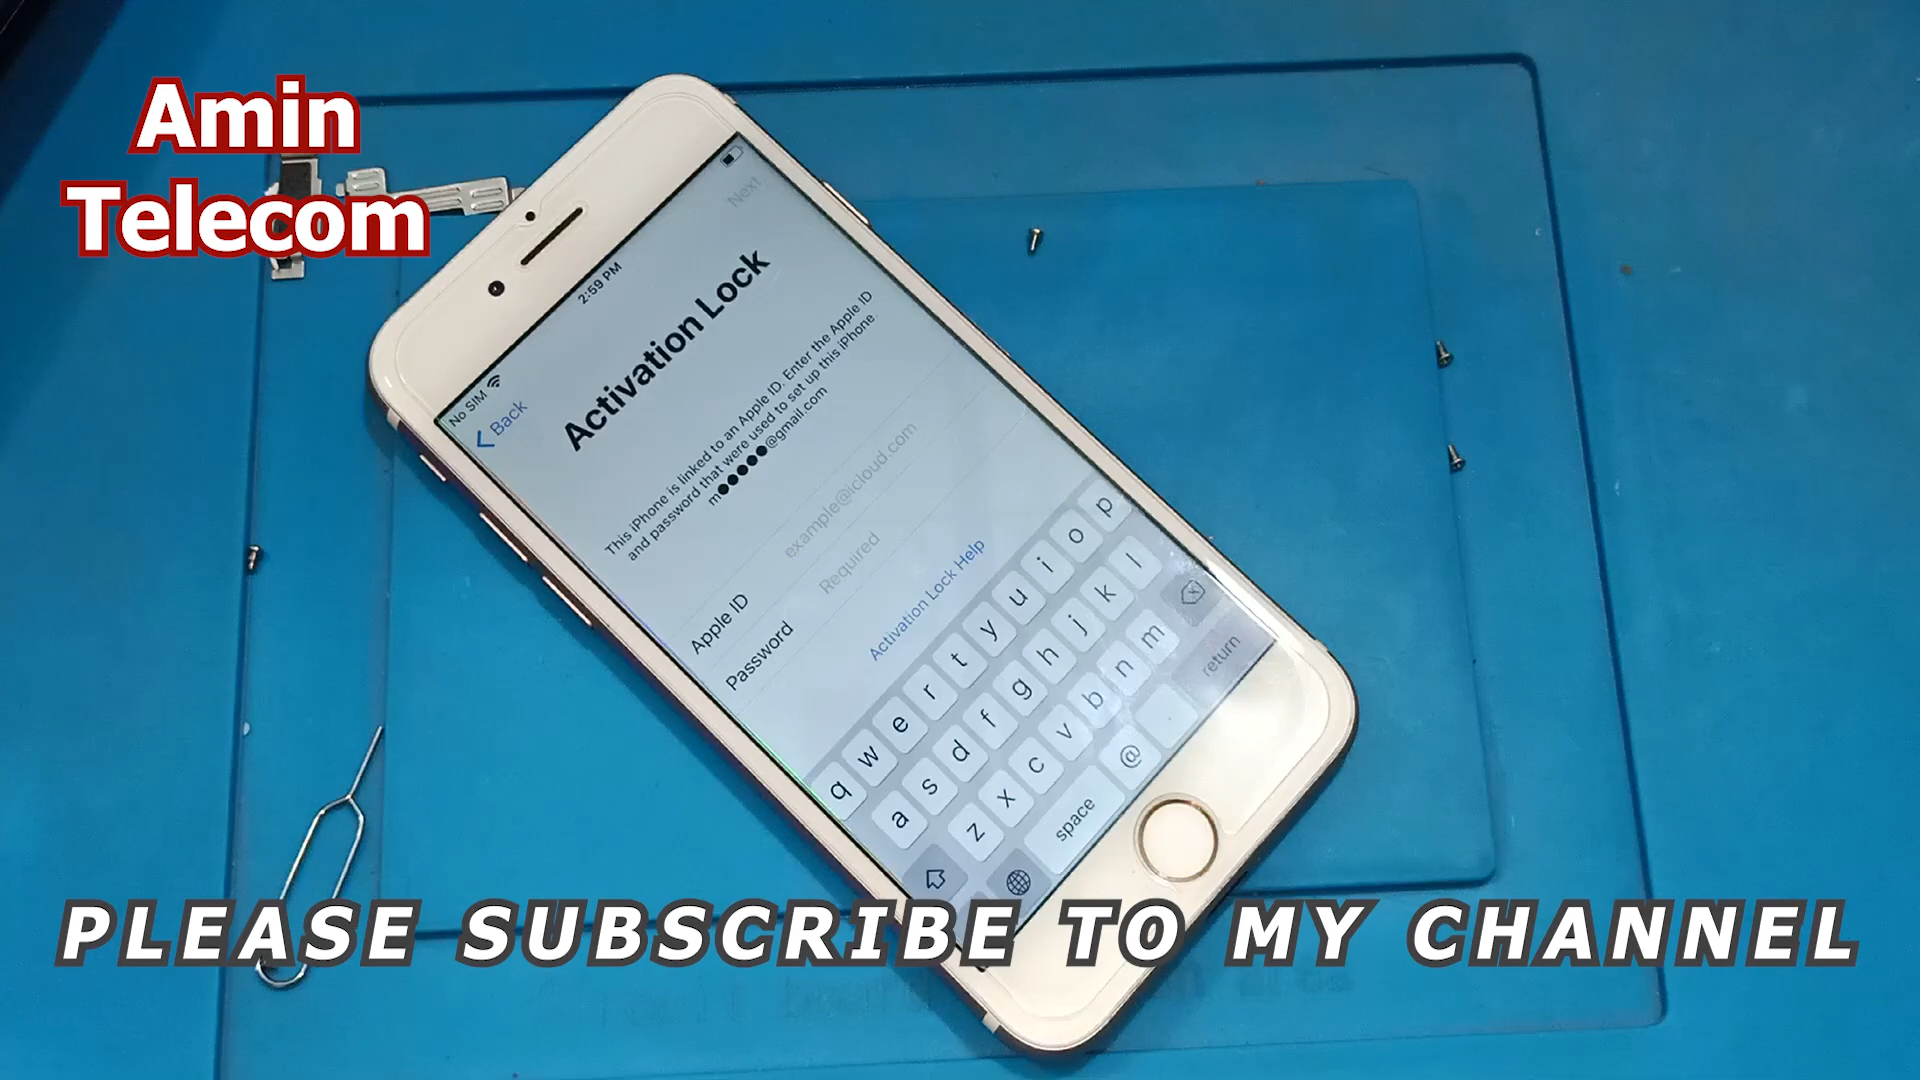 Amin
Telecom
No SIM
2:59 PM
Back
Next
Activation Lock
This iPhone is linked to an Apple ID. Enter the Apple ID
and password that were used to set up this iPhone
m●●●●●@gmail.com
Apple ID
example@icloud.com
Password
Required
Activation Lock Help
q w e r t y u i o p
a s d f g h j k l
z x c v b n m
space
@
.
return
PLEASE SUBSCRIBE TO MY CHANNEL